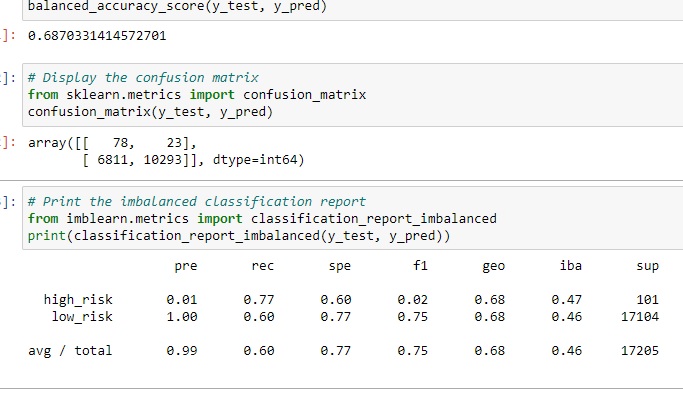 balanced_accuracy_score(y_test, y_pred)
]: 0.6870331414572701
]: # Display the confusion matrix
from sklearn.metrics import confusion_matrix
confusion_matrix(y_test, y_pred)
]: array([[   78,    23],
       [ 6811, 10293]], dtype=int64)
]: # Print the imbalanced classification report
from imblearn.metrics import classification_report_imbalanced
print(classification_report_imbalanced(y_test, y_pred))
pre rec spe f1 geo iba sup
high_risk 0.01 0.77 0.60 0.02 0.68 0.47 101
low_risk 1.00 0.60 0.77 0.75 0.68 0.46 17104
avg / total 0.99 0.60 0.77 0.75 0.68 0.46 17205